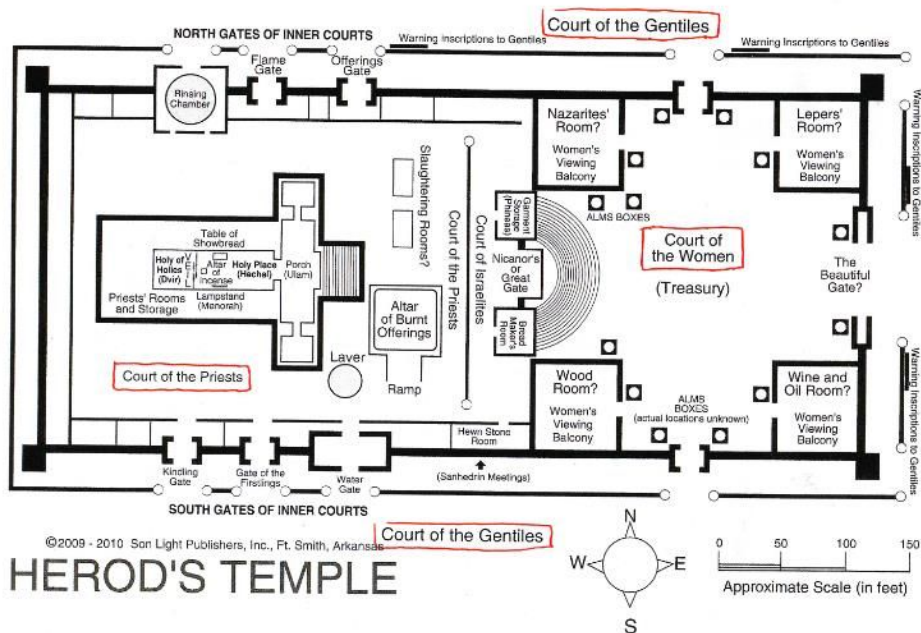 Court of the Gentiles
NORTH GATES OF INNER COURTS
Warning Inscriptions to Gentiles
Warning Inscriptions to Gentiles
Flame
Gate
Offerings
Gate
Rinsing
Chamber
Nazarites'
Room?
Women's
Viewing
Balcony
Lepers'
Room?
Women's
Viewing
Balcony
Warning Inscriptions to Gentiles
Slaughtering Rooms?
Court of the Priests
Court of Israelites
Garment
Storage
(Phineas)
ALMS BOXES
Court of
the Women
(Treasury)
Nicanor's
or
Great
Gate
The
Beautiful
Gate?
Table of
Showbread
Holy of
Holies
(Dvir)
VEIL
Altar
of
incense
Holy Place
(Hechal)
Porch
(Ulam)
Lampstand
(Menorah)
Priests' Rooms
and Storage
Altar
of Burnt
Offerings
Bread
Maker's
Room
Laver
Ramp
Court of the Priests
Wood
Room?
Women's
Viewing
Balcony
ALMS
BOXES
(actual locations unknown)
Wine and
Oil Room?
Women's
Viewing
Balcony
Warning Inscriptions to Gentiles
Hewn Stone
Room
(Sanhedrin Meetings)
Kindling
Gate
Gate of the
Firstlings
Water
Gate
SOUTH GATES OF INNER COURTS
Court of the Gentiles
©2009 - 2010 Son Light Publishers, Inc., Ft. Smith, Arkansas
HEROD'S TEMPLE
N
W E
S
0 50 100 150
Approximate Scale (in feet)